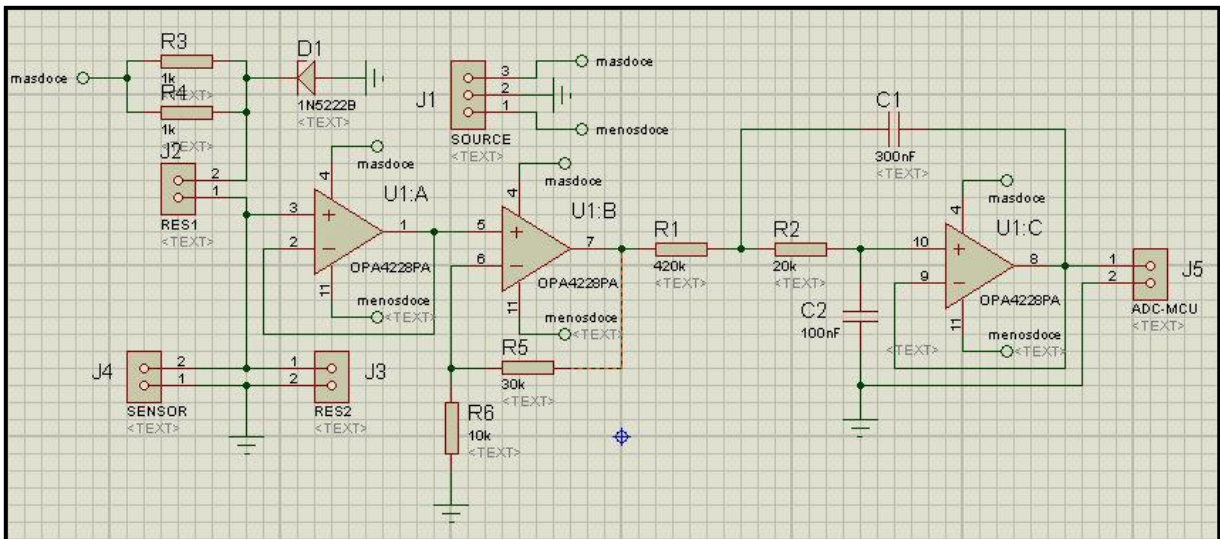 R3
masdoce
1k
<TEXT>
R4
1k
<TEXT>
D1
1N5222B
<TEXT>
J1
3
2
1
SOURCE
<TEXT>
masdoce
menosdoce
C1
300nF
<TEXT>
J2
2
1
RES1
<TEXT>
masdoce
4
U1:A
3
2
1
OPA4228PA
11
menosdoce
<TEXT>
masdoce
4
U1:B
5
6
7
OPA4228PA
11
menosdoce
<TEXT>
R1
420k
<TEXT>
R2
20k
<TEXT>
masdoce
4
U1:C
10
9
8
OPA4228PA
11
menosdoce
<TEXT>
1
2
J5
ADC-MCU
<TEXT>
C2
100nF
<TEXT>
J4
2
1
SENSOR
<TEXT>
1
2
J3
RES2
<TEXT>
R5
30k
<TEXT>
R6
10k
<TEXT>